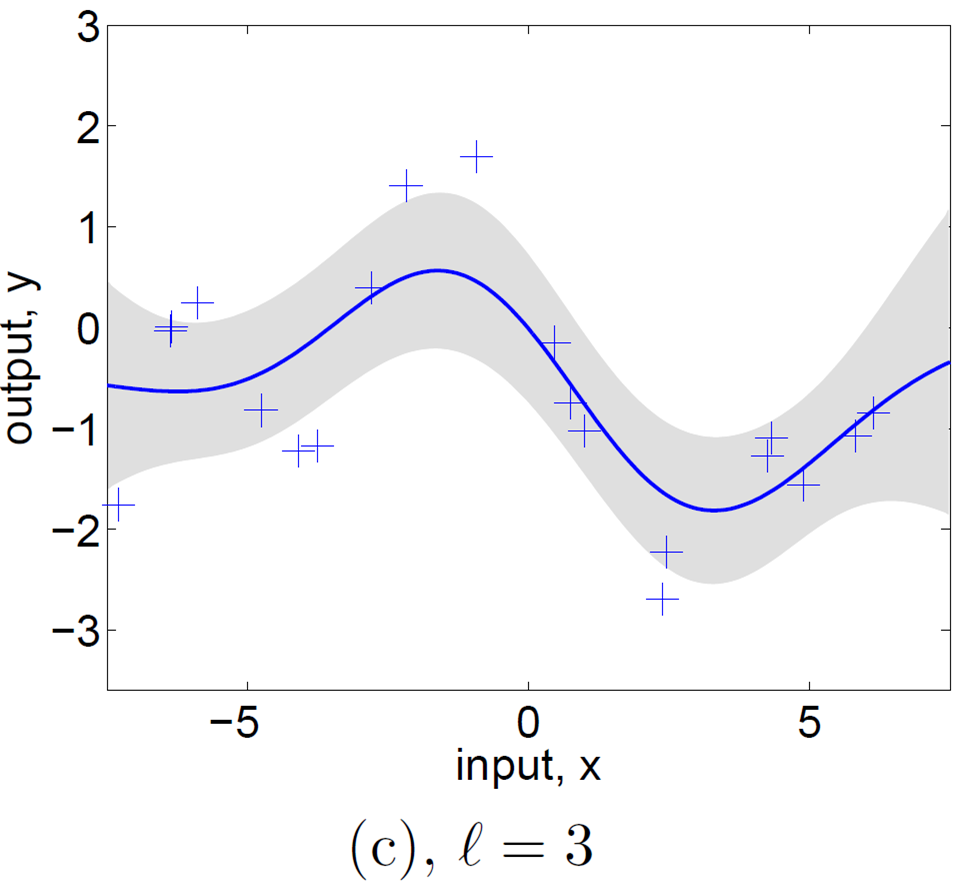 3
2
1
0
−1
−2
−3
output, y
−5 0 5
input, x
(c), ℓ = 3